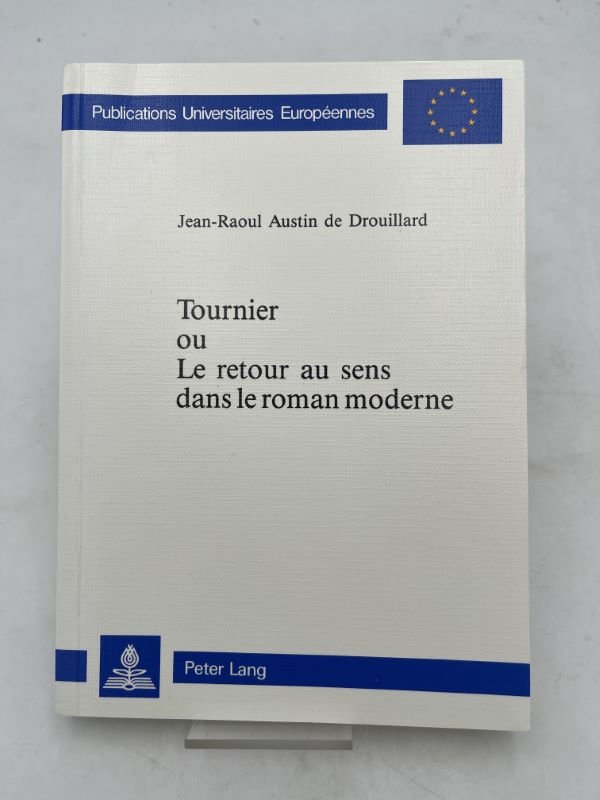 Publications Universitaires Européennes
Jean-Raoul Austin de Drouillard
Tournier
ou
Le retour au sens
dans le roman moderne
Peter Lang